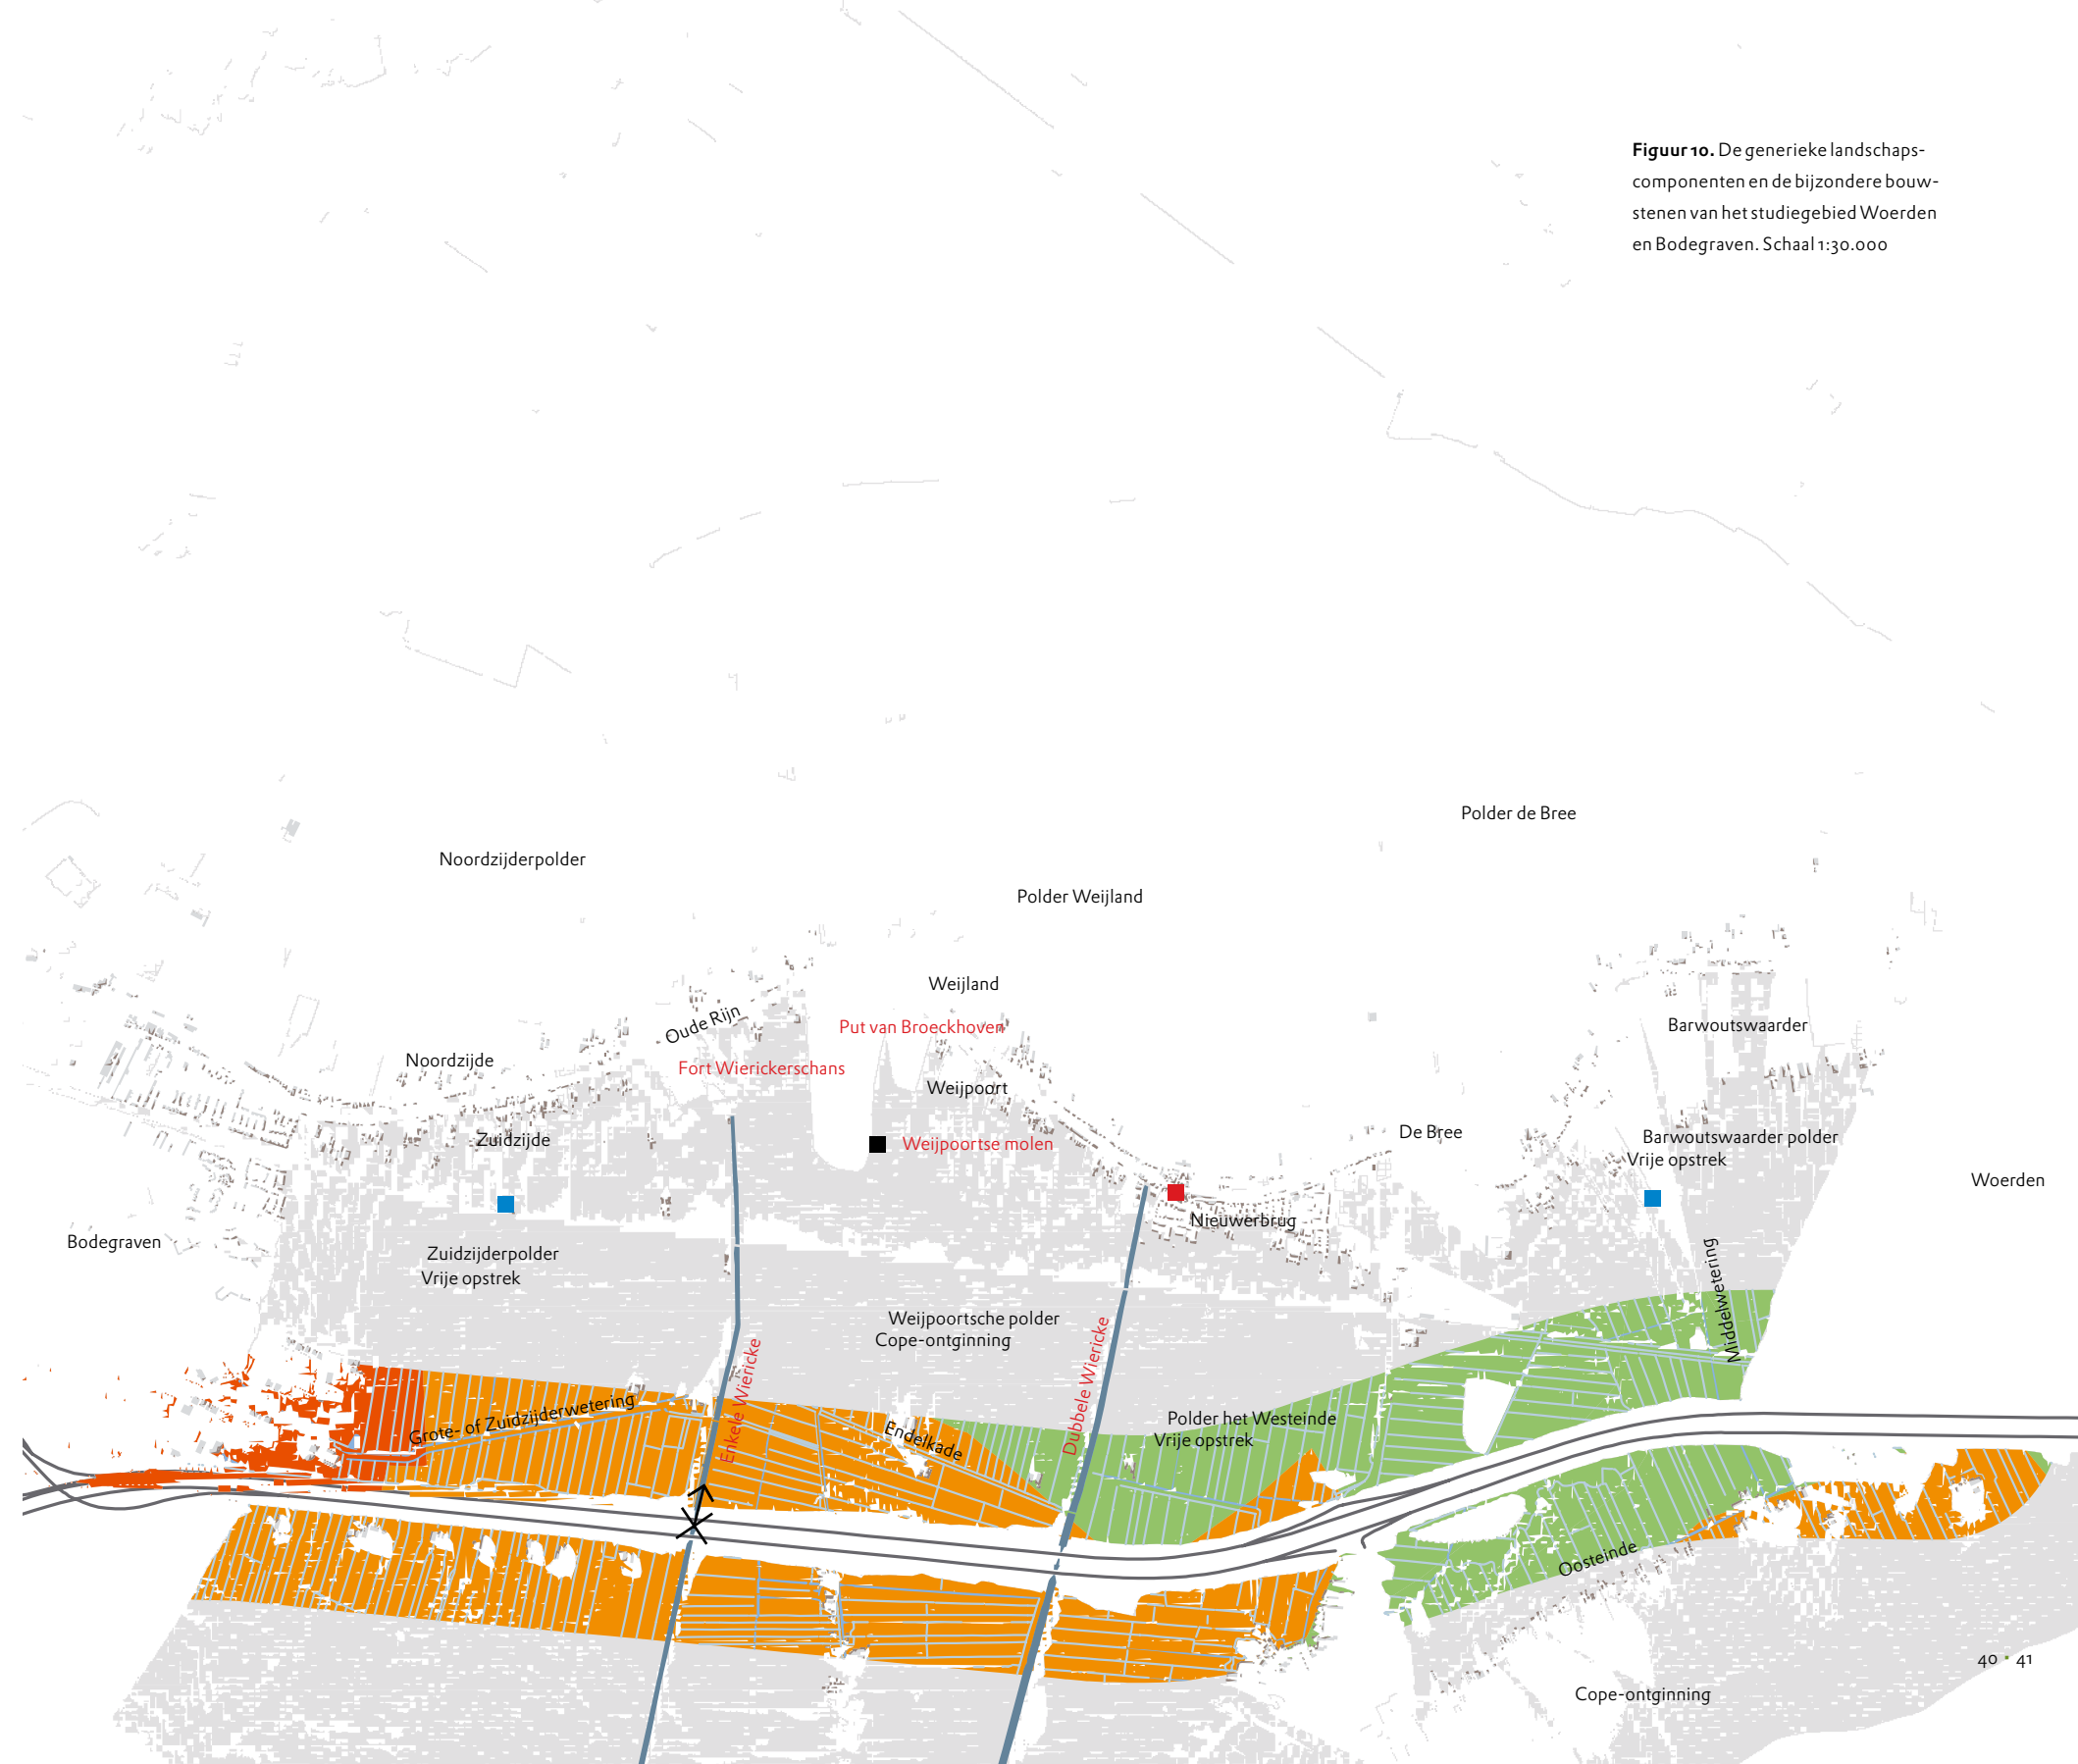 Figuur 10. De generieke landschaps-
componenten en de bijzondere bouw-
stenen van het studiegebied Woerden
en Bodegraven. Schaal 1:30.000
Polder de Bree
Noordzijderpolder
Polder Weijland
Weijland
Oude Rijn
Put van Broeckhoven
Barwoutswaarder
Noordzijde
Fort Wierickerschans
Weijpoort
De Bree
Zuidzijde
Weijpoortse molen
Barwoutswaarder polder
Vrije opstrek
Woerden
Nieuwerbrug
Bodegraven
Zuidzijderpolder
Vrije opstrek
Middelwetering
Weijpoortsche polder
Cope-ontginning
Enkele Wiericke
Dubbele Wiericke
Grote- of Zuidzijderwetering
Endelkade
Polder het Westeinde
Vrije opstrek
Oosteinde
40 · 41
Cope-ontginning